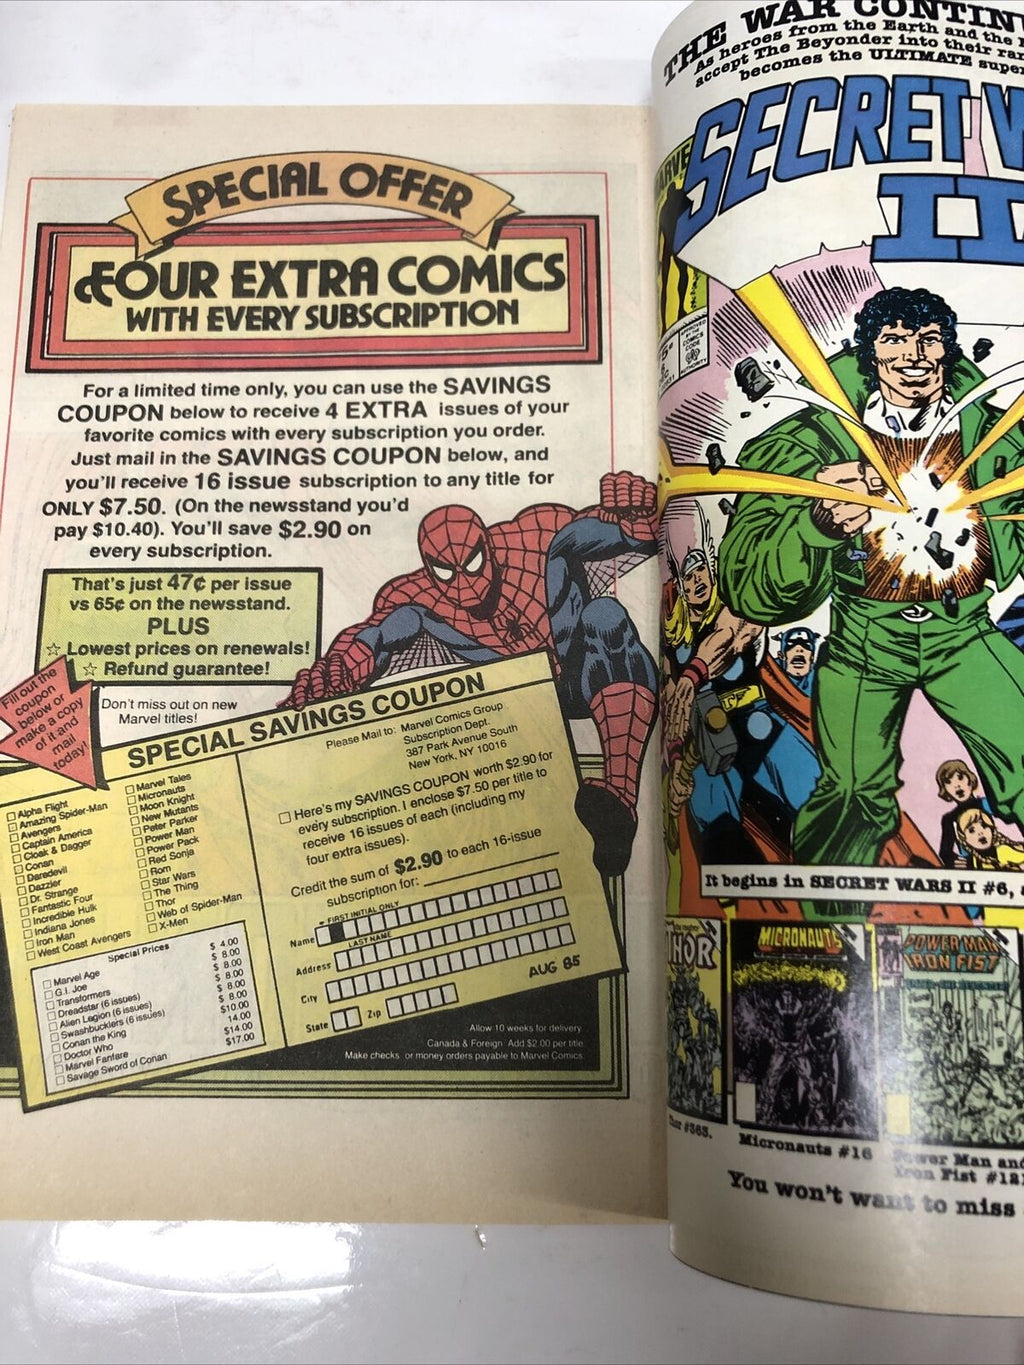 SPECIAL OFFER
FOUR EXTRA COMICS
WITH EVERY SUBSCRIPTION
For a limited time only, you can use the SAVINGS
COUPON below to receive 4 EXTRA issues of your
favorite comics with every subscription you order.
Just mail in the SAVINGS COUPON below, and
you'll receive 16 issue subscription to any title for
ONLY $7.50. (On the newsstand you'd
pay $10.40). You'll save $2.90 on
every subscription.
That's just 47¢ per issue
vs 65¢ on the newsstand.
PLUS
☆ Lowest prices on renewals!
☆ Refund guarantee!
Fill out the
coupon
below or
make a copy
of it and
mail
today!
Don't miss out on new
Marvel titles!
SPECIAL SAVINGS COUPON
Please Mail to: Marvel Comics Group
Subscription Dept.
387 Park Avenue South
New York, NY 10016
□ Alpha Flight
□ Amazing Spider-Man
□ Avengers
□ Captain America
□ Cloak & Dagger
□ Conan
□ Daredevil
□ Dazzler
□ Dr. Strange
□ Fantastic Four
□ Incredible Hulk
□ Indiana Jones
□ Iron Man
□ West Coast Avengers
□ Marvel Tales
□ Micronauts
□ Moon Knight
□ New Mutants
□ Peter Parker
□ Power Man
□ Power Pack
□ Red Sonja
□ Rom
□ Star Wars
□ The Thing
□ Thor
□ Web of Spider-Man
□ X-Men
Special Prices
□ Marvel Age $ 4.00
□ G.I. Joe $ 8.00
□ Transformers $ 8.00
□ Dreadstar (6 issues) $ 8.00
□ Alien Legion (6 issues) $ 8.00
□ Swashbucklers (6 issues) $ 8.00
□ Conan the King $10.00
□ Doctor Who 14.00
□ Marvel Fanfare $14.00
□ Savage Sword of Conan $17.00
□ Here's my SAVINGS COUPON worth $2.90 for
every subscription. I enclose $7.50 per title to
receive 16 issues of each (including my
four extra issues).
Credit the sum of $2.90 to each 16-issue
subscription for:
FIRST INITIAL ONLY
Name
LAST NAME
Address
City
State Zip
AUG 85
Allow 10 weeks for delivery
Canada & Foreign Add $2.00 per title
Make checks or money orders payable to Marvel Comics
THE WAR CONTIN
As heroes from the Earth and the
accept The Beyonder into their ran
becomes the ULTIMATE super
SECRET W
II
APPROVED
BY THE
COMICS
CODE
AUTHORITY
It begins in SECRET WARS II #6,
THOR
MICRONAUTS
POWER MAN
IRON FIST
Thor #363.
Micronauts #16
Power Man and
Iron Fist #121
You won't want to miss